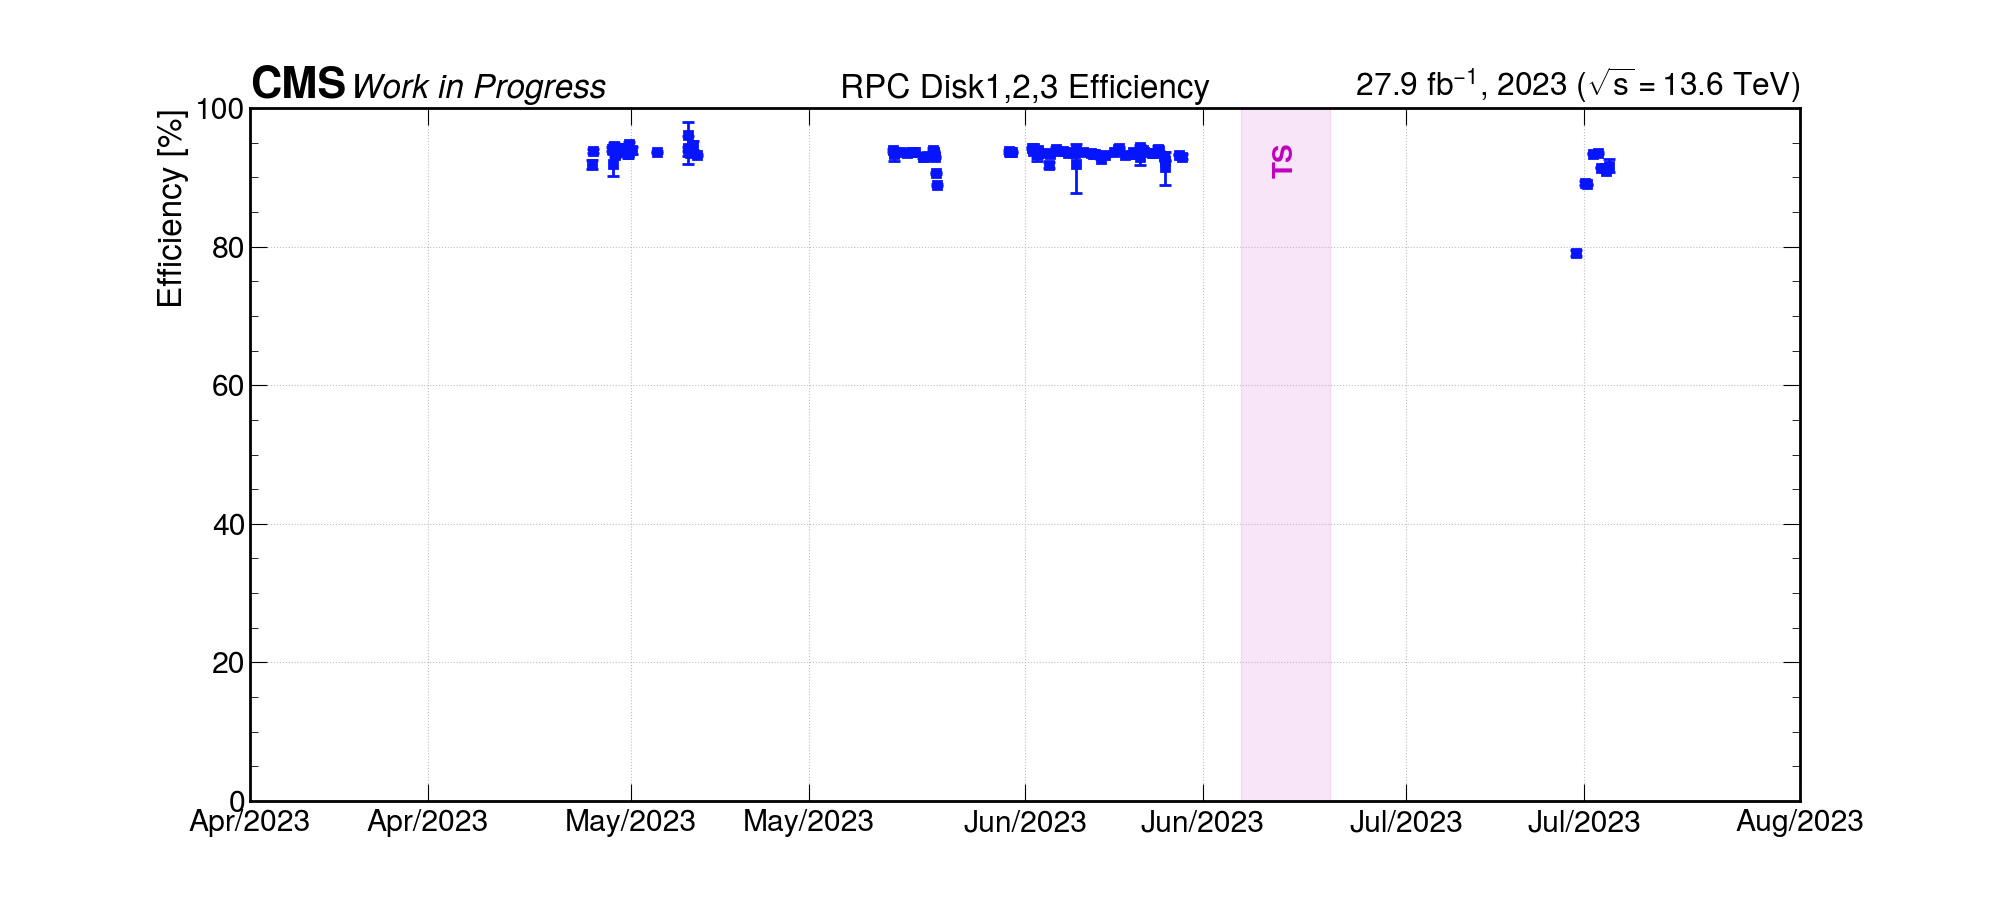 CMS Work in Progress RPC Disk1,2,3 Efficiency 27.9 fb⁻¹, 2023 (√s = 13.6 TeV)
Efficiency [%]
100
80
60
40
20
0
TS
Apr/2023 Apr/2023 May/2023 May/2023 Jun/2023 Jun/2023 Jul/2023 Jul/2023 Aug/2023